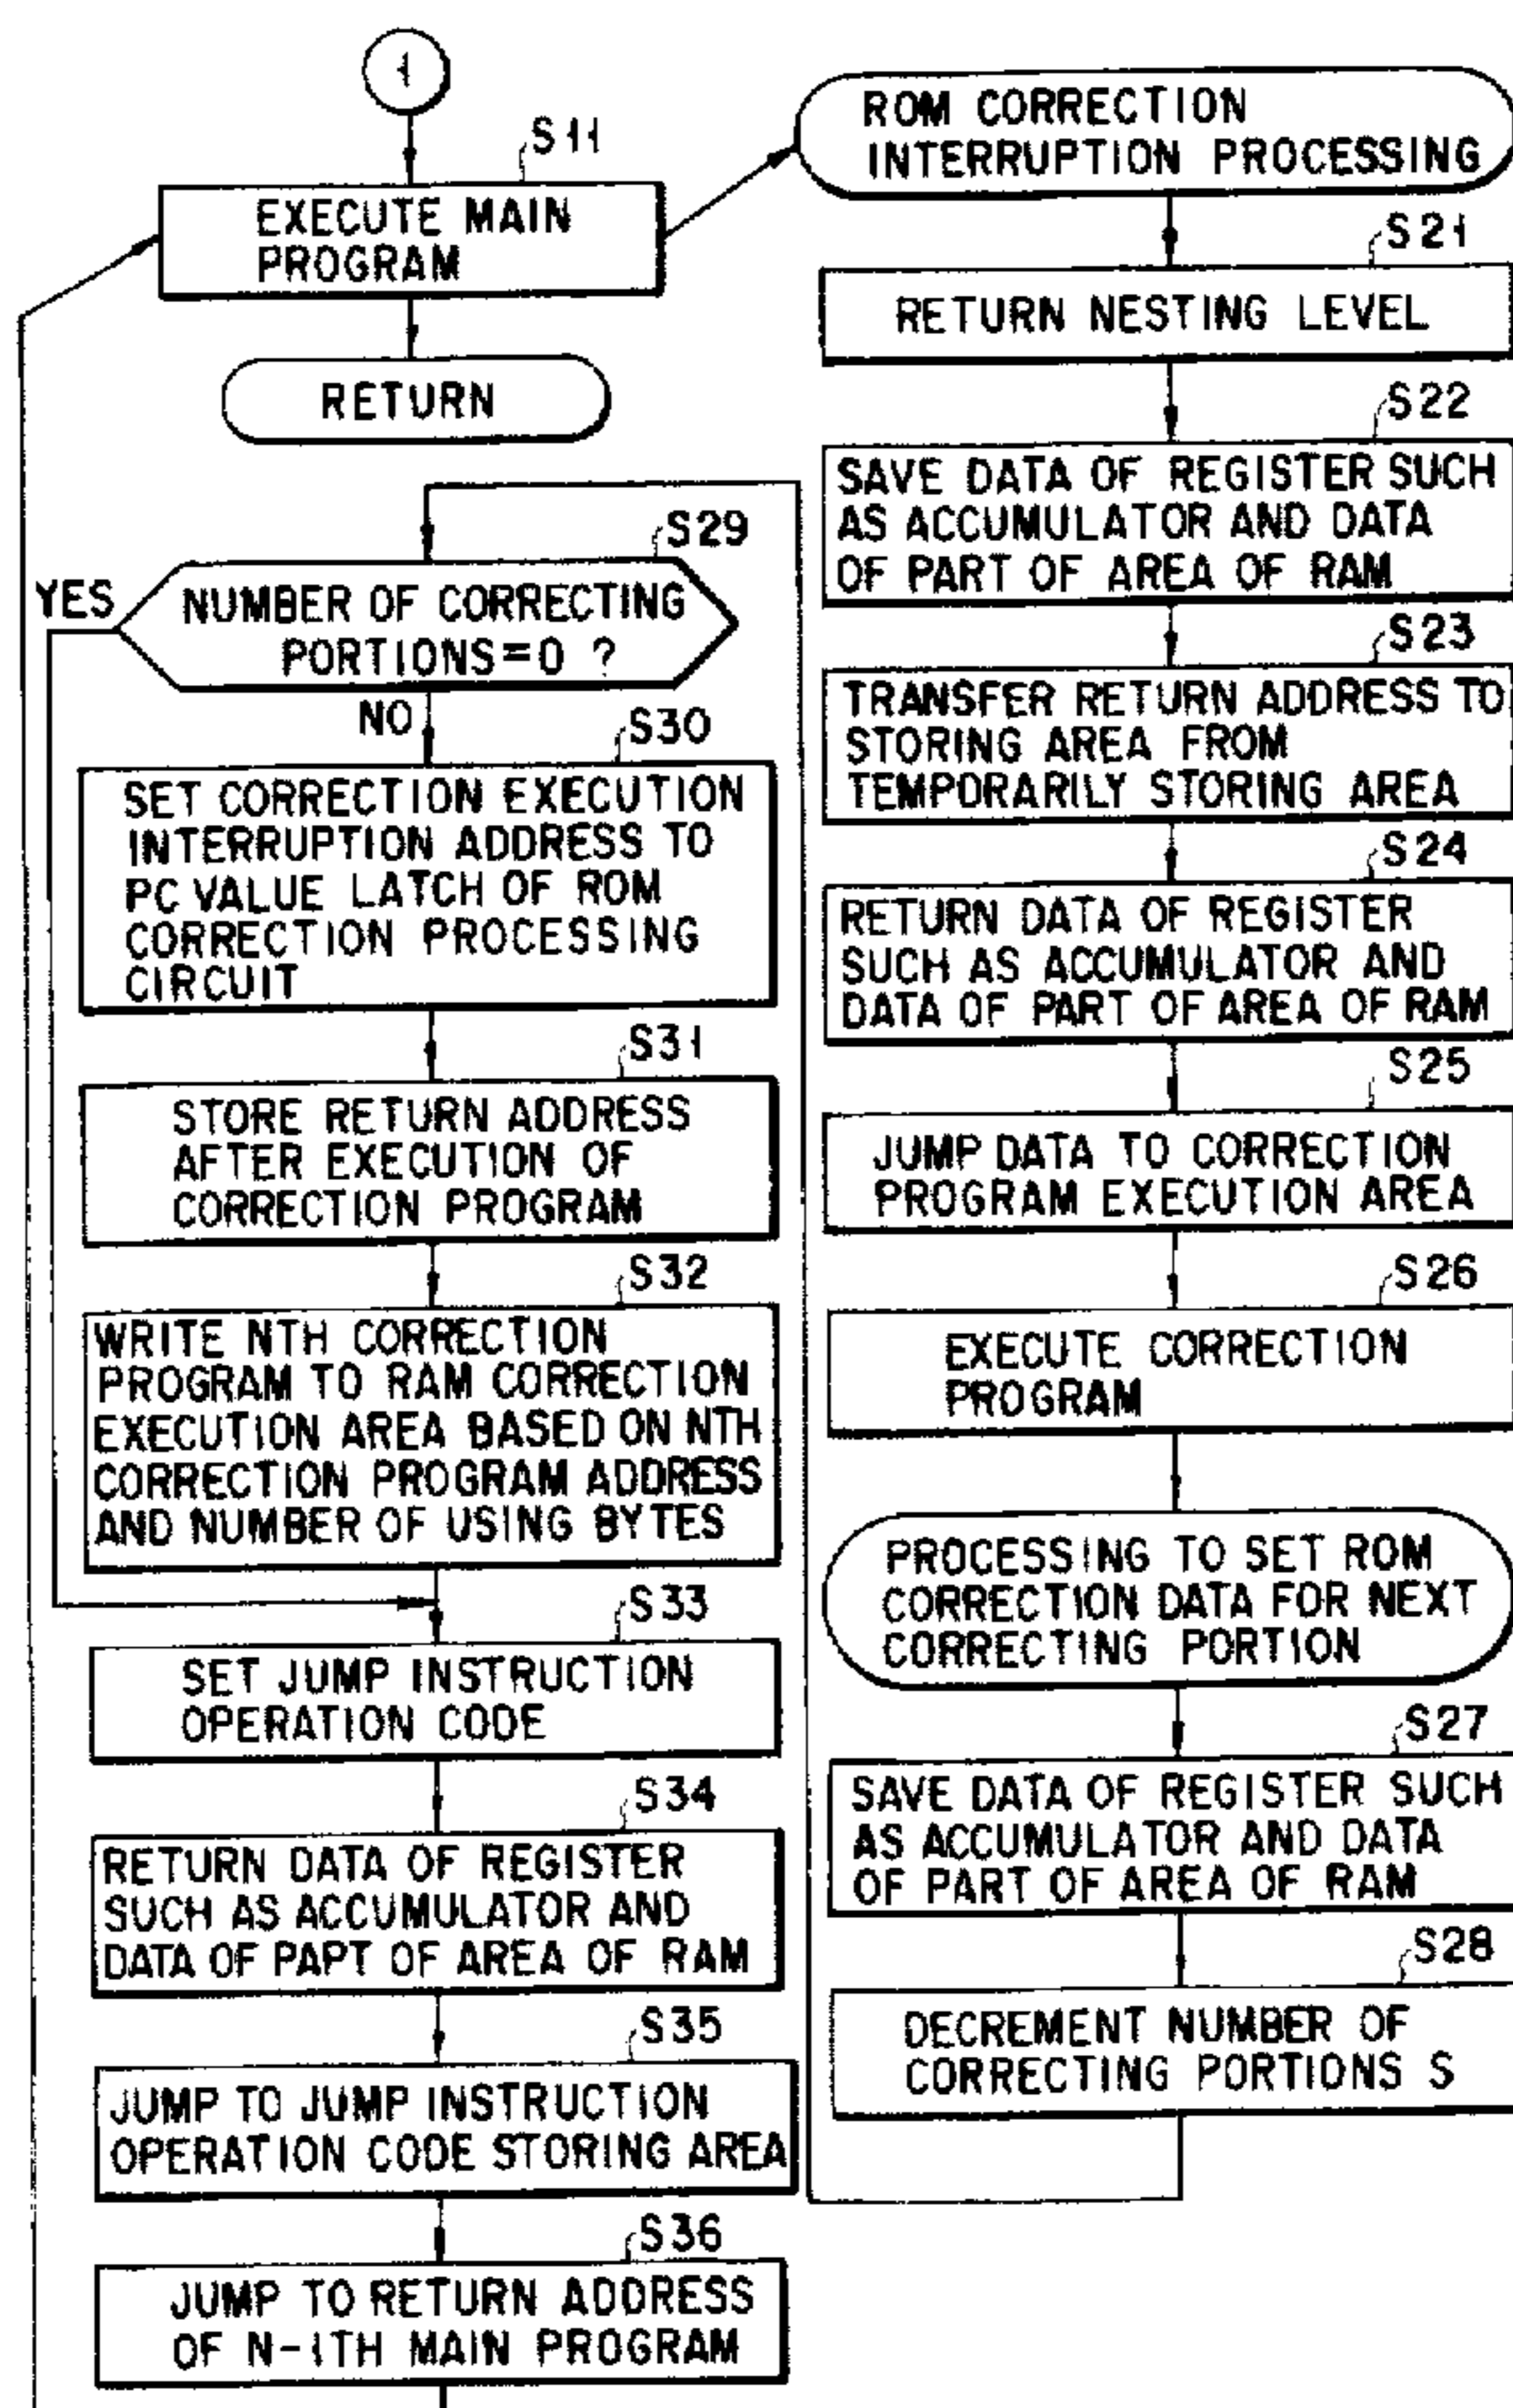 1
S11
EXECUTE MAIN
PROGRAM
RETURN
ROM CORRECTION
INTERRUPTION PROCESSING
S21
RETURN NESTING LEVEL
S22
SAVE DATA OF REGISTER SUCH
AS ACCUMULATOR AND DATA
OF PART OF AREA OF RAM
S23
TRANSFER RETURN ADDRESS TO
STORING AREA FROM
TEMPORARILY STORING AREA
S24
RETURN DATA OF REGISTER
SUCH AS ACCUMULATOR AND
DATA OF PART OF AREA OF RAM
S25
JUMP DATA TO CORRECTION
PROGRAM EXECUTION AREA
S26
EXECUTE CORRECTION
PROGRAM
PROCESSING TO SET ROM
CORRECTION DATA FOR NEXT
CORRECTING PORTION
S27
SAVE DATA OF REGISTER SUCH
AS ACCUMULATOR AND DATA
OF PART OF AREA OF RAM
S28
DECREMENT NUMBER OF
CORRECTING PORTIONS S
S29
YES
NUMBER OF CORRECTING
PORTIONS=0 ?
NO
S30
SET CORRECTION EXECUTION
INTERRUPTION ADDRESS TO
PC VALUE LATCH OF ROM
CORRECTION PROCESSING
CIRCUIT
S31
STORE RETURN ADDRESS
AFTER EXECUTION OF
CORRECTION PROGRAM
S32
WRITE NTH CORRECTION
PROGRAM TO RAM CORRECTION
EXECUTION AREA BASED ON NTH
CORRECTION PROGRAM ADDRESS
AND NUMBER OF USING BYTES
S33
SET JUMP INSTRUCTION
OPERATION CODE
S34
RETURN DATA OF REGISTER
SUCH AS ACCUMULATOR AND
DATA OF PAPT OF AREA OF RAM
S35
JUMP TO JUMP INSTRUCTION
OPERATION CODE STORING AREA
S36
JUMP TO RETURN ADDRESS
OF N-1TH MAIN PROGRAM